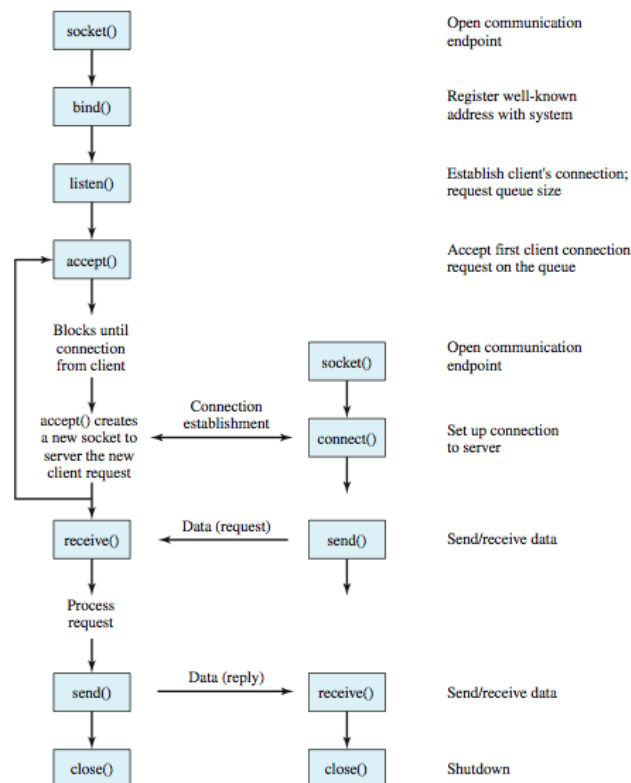 socket()
Open communication
endpoint
bind()
Register well-known
address with system
listen()
Establish client's connection;
request queue size
accept()
Accept first client connection
request on the queue
Blocks until
connection
from client
socket()
Open communication
endpoint
accept() creates
a new socket to
server the new
client request
Connection
establishment
connect()
Set up connection
to server
receive()
Data (request)
send()
Send/receive data
Process
request
send()
Data (reply)
receive()
Send/receive data
close()
close()
Shutdown